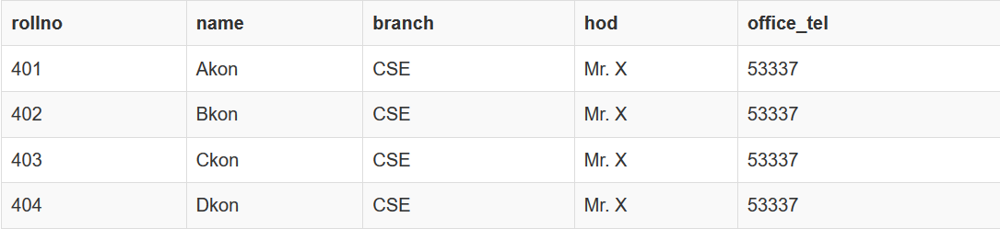 rollno name branch hod office_tel
401 Akon CSE Mr. X 53337
402 Bkon CSE Mr. X 53337
403 Ckon CSE Mr. X 53337
404 Dkon CSE Mr. X 53337